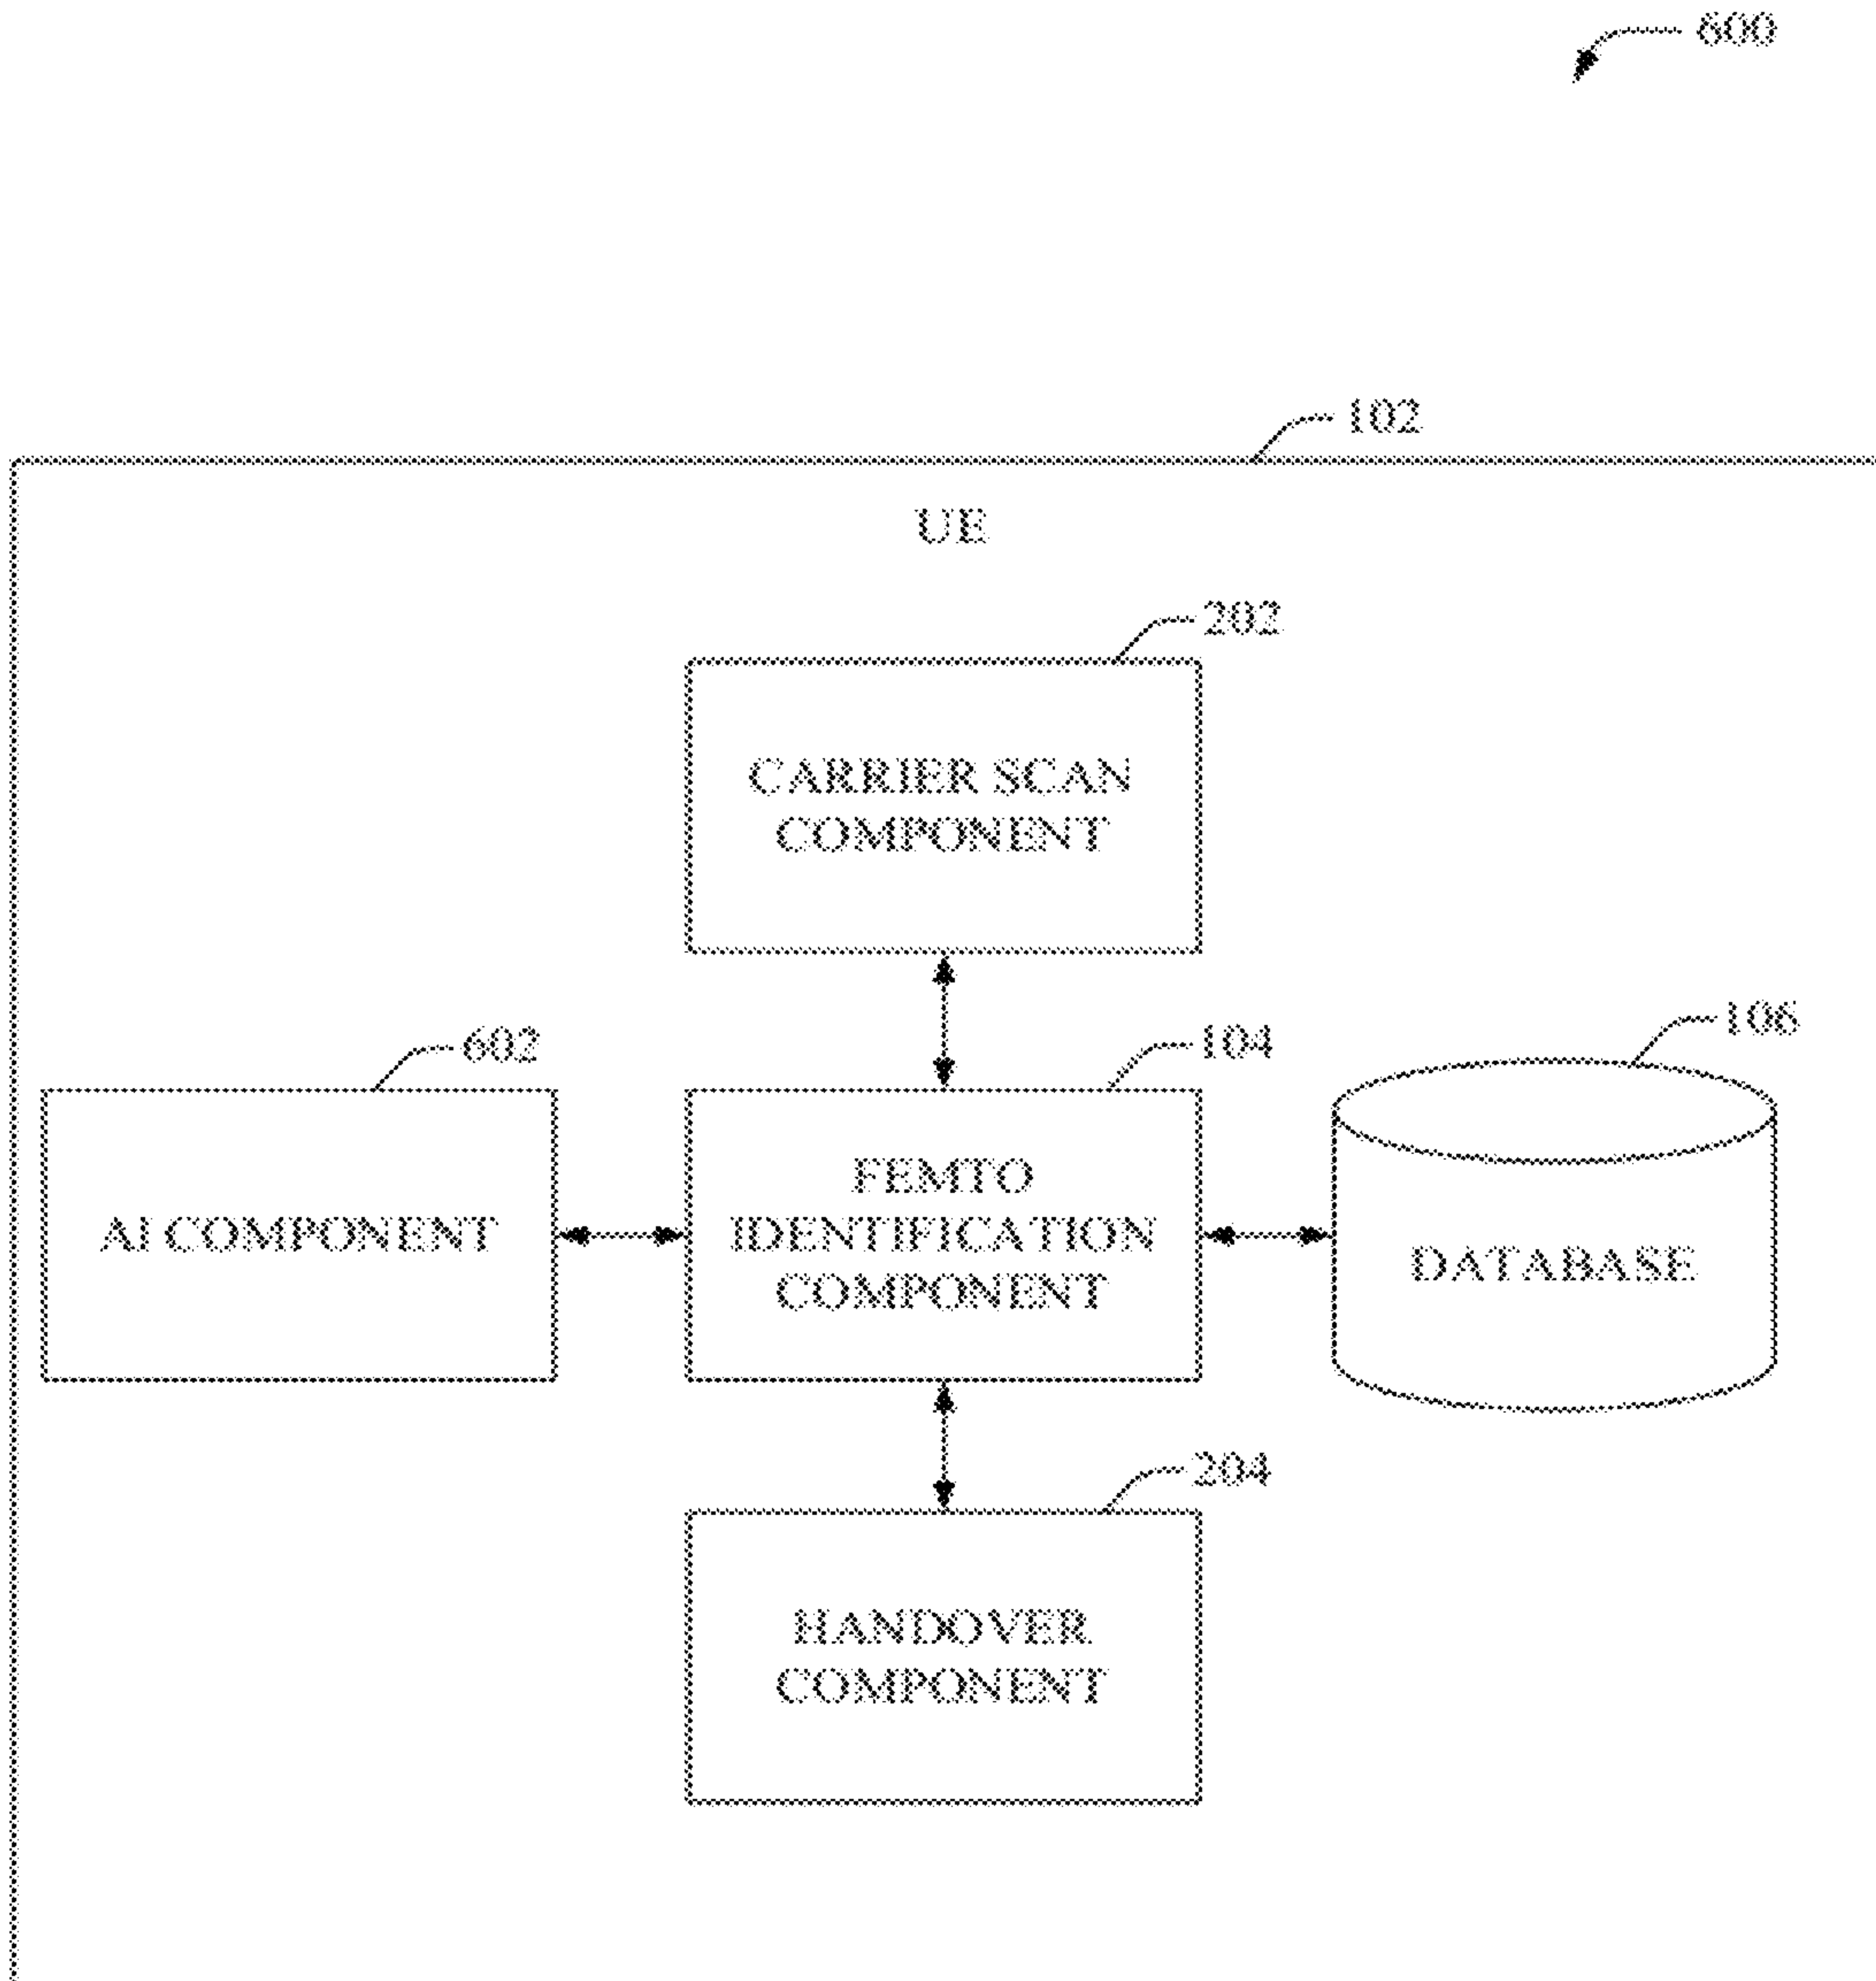 600
102
UE
202
CARRIER SCAN
COMPONENT
602
104
106
AI COMPONENT
FEMTO
IDENTIFICATION
COMPONENT
DATABASE
204
HANDOVER
COMPONENT